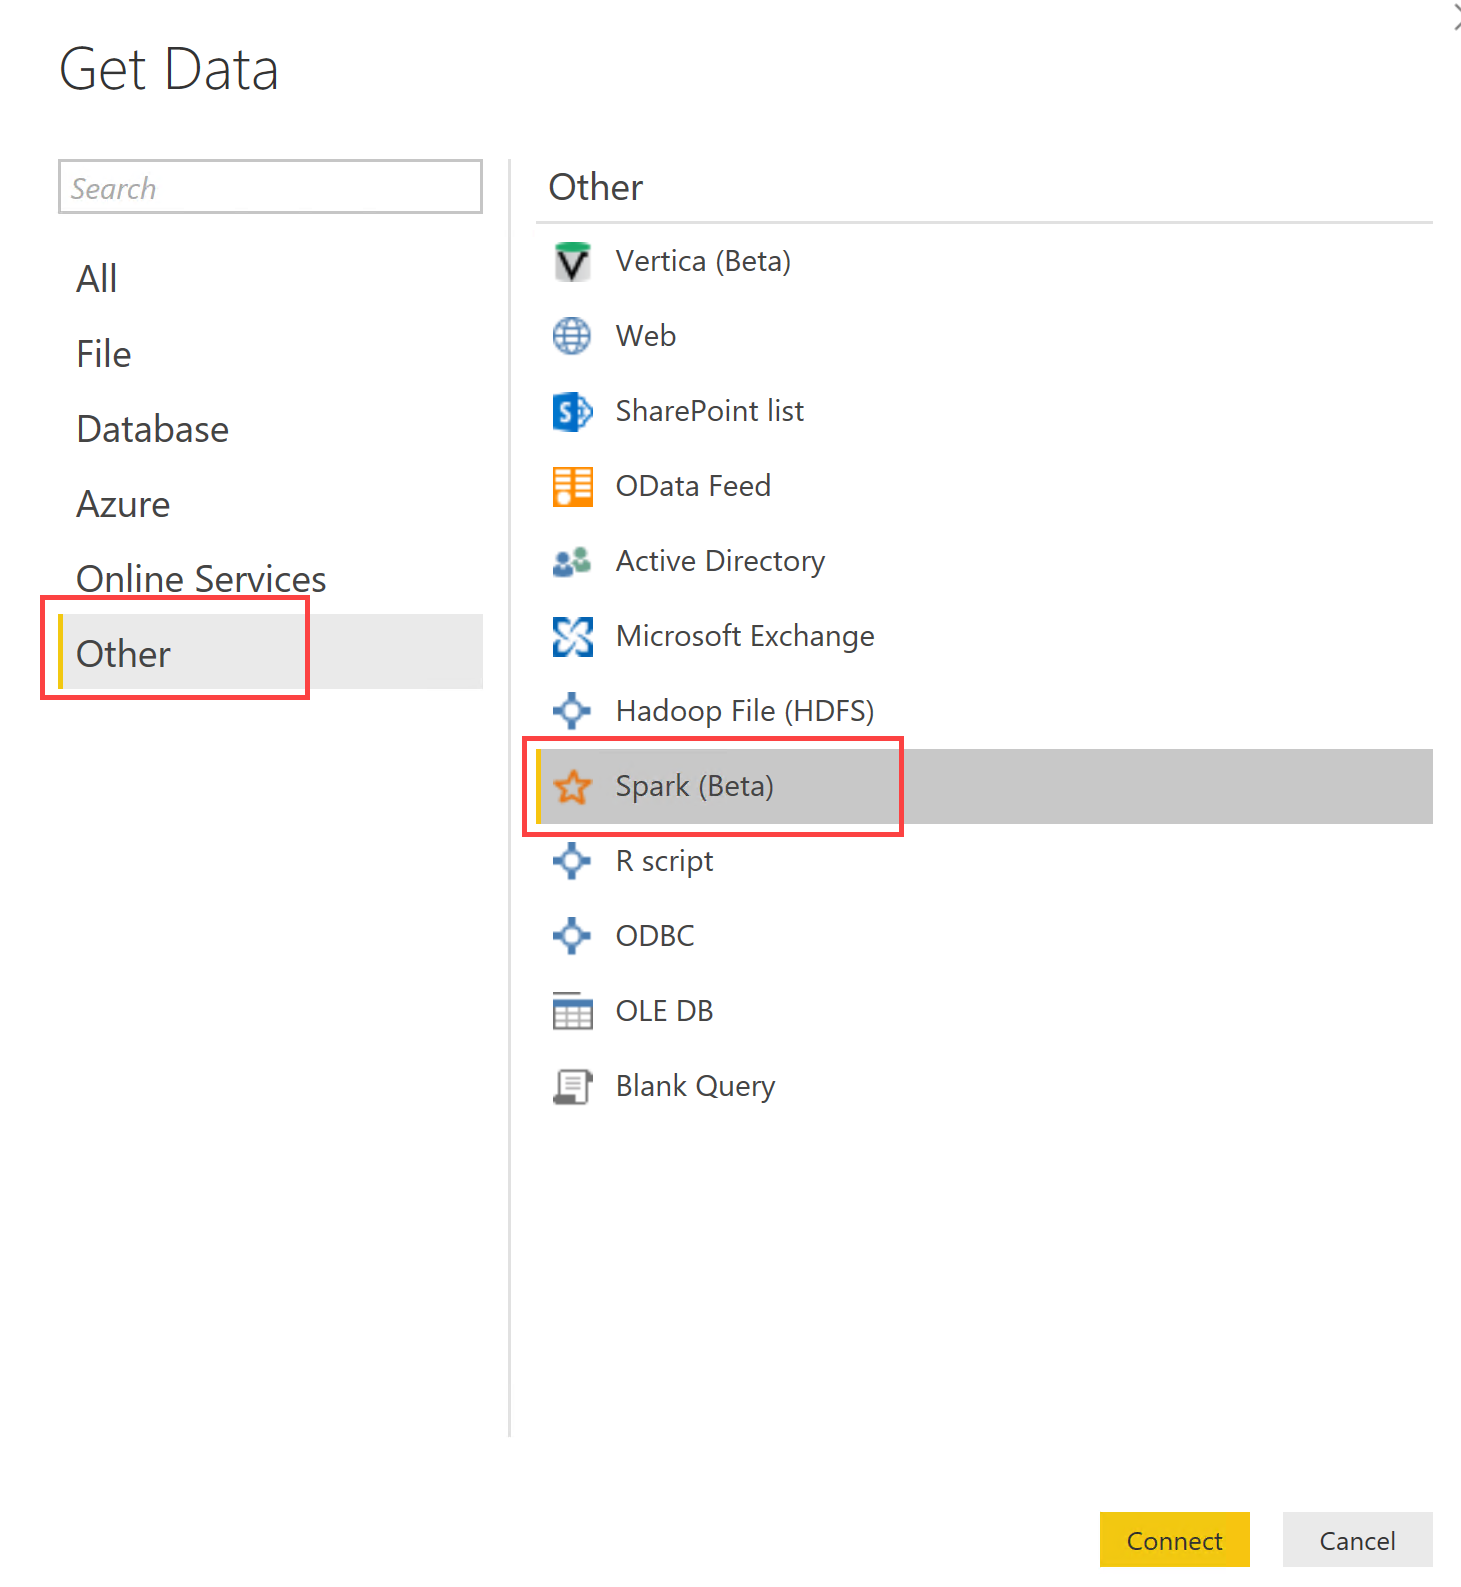 Get Data
Search
All
File
Database
Azure
Online Services
Other
Other
Vertica (Beta)
Web
SharePoint list
OData Feed
Active Directory
Microsoft Exchange
Hadoop File (HDFS)
Spark (Beta)
R script
ODBC
OLE DB
Blank Query
Connect
Cancel